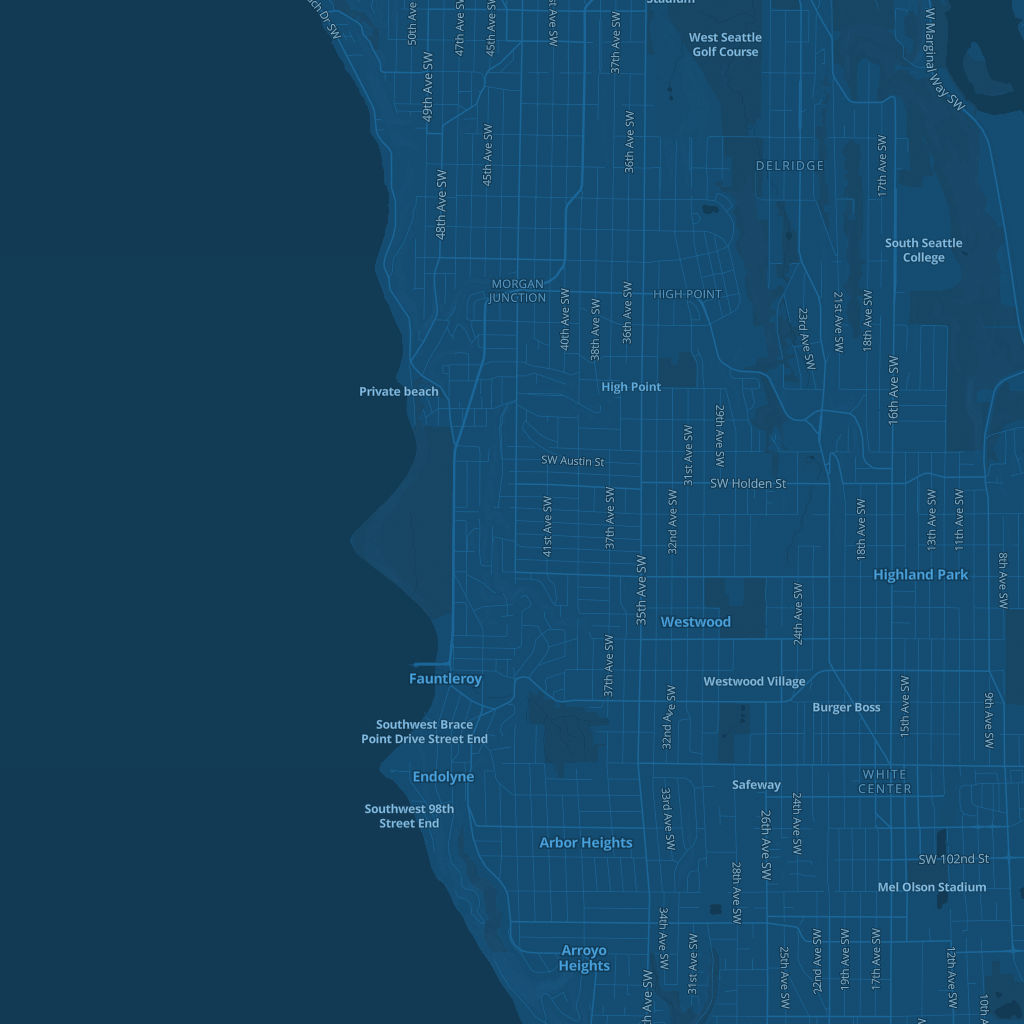 Stadium
Beach Dr SW
50th Ave SW
47th Ave SW
45th Ave SW
37th Ave SW
West Seattle
Golf Course
W Marginal Way SW
49th Ave SW
45th Ave SW
36th Ave SW
DELRIDGE
17th Ave SW
48th Ave SW
South Seattle
College
MORGAN
JUNCTION
HIGH POINT
40th Ave SW
38th Ave SW
36th Ave SW
23rd Ave SW
21st Ave SW
18th Ave SW
Private beach
High Point
16th Ave SW
29th Ave SW
31st Ave SW
SW Austin St
SW Holden St
41st Ave SW
37th Ave SW
32nd Ave SW
18th Ave SW
13th Ave SW
11th Ave SW
35th Ave SW
Highland Park
8th Ave SW
24th Ave SW
Westwood
37th Ave SW
Fauntleroy
Westwood Village
32nd Ave SW
Burger Boss
15th Ave SW
9th Ave SW
Southwest Brace
Point Drive Street End
Endolyne
Safeway
WHITE
CENTER
Southwest 98th
Street End
33rd Ave SW
24th Ave SW
26th Ave SW
Arbor Heights
SW 102nd St
28th Ave SW
Mel Olson Stadium
34th Ave SW
31st Ave SW
Arroyo
Heights
25th Ave SW
22nd Ave SW
19th Ave SW
17th Ave SW
12th Ave SW